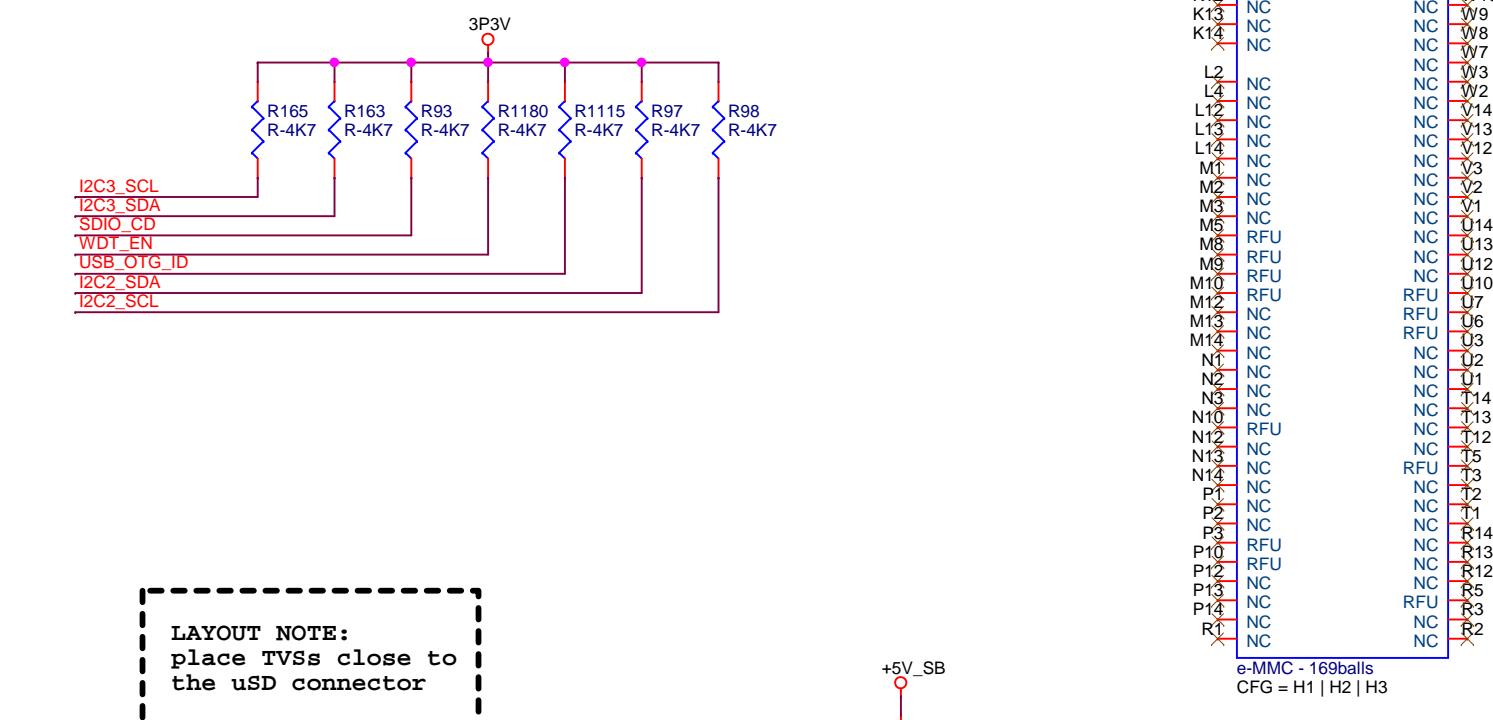 3P3V
R165 R163 R93 R1180 R1115 R97 R98
R-4K7 R-4K7 R-4K7 R-4K7 R-4K7 R-4K7 R-4K7
I2C3_SCL
I2C3_SDA
SDIO_CD
WDT_EN
USB_OTG_ID
I2C2_SDA
I2C2_SCL
LAYOUT NOTE:
place TVSs close to
the uSD connector
+5V_SB
K13 NC NC W9
K14 NC NC W8
NC NC W7
L2 NC W3
L4 NC NC W2
L12 NC NC V14
L13 NC NC V13
L14 NC NC V12
M1 NC NC V3
M2 NC NC V2
M3 NC NC V1
M5 NC NC U14
M8 RFU NC U13
M9 RFU NC U12
M10 RFU NC U10
M12 RFU RFU U7
M13 NC RFU U6
M14 NC RFU U3
N1 NC NC U2
N2 NC NC U1
N3 NC NC T14
N10 NC NC T13
N12 RFU NC T12
N13 NC NC T5
N14 NC RFU T3
P1 NC NC T2
P2 NC NC T1
P3 NC NC R14
P10 RFU NC R13
P12 RFU NC R12
P13 NC NC R5
P14 NC RFU R3
R1 NC NC R2
NC NC
e-MMC - 169balls
CFG = H1 | H2 | H3